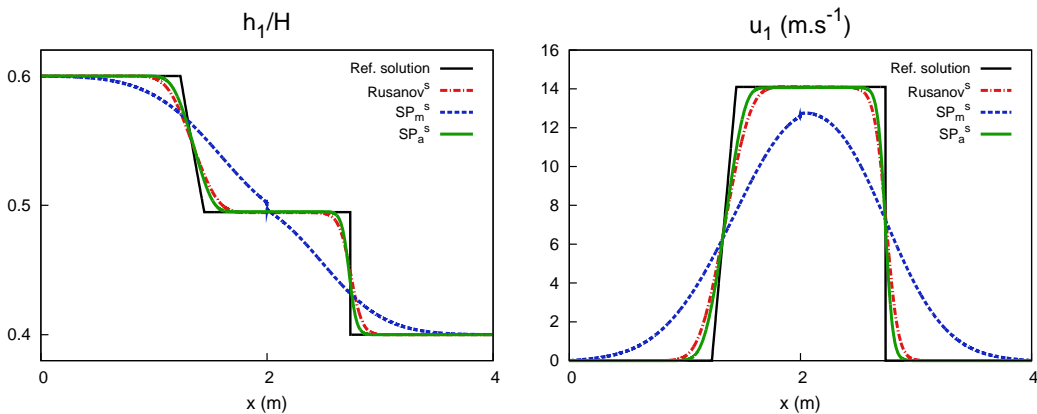 h₁/H
0.6
0.5
0.4
0
2
4
x (m)
Ref. solution
Rusanovˢ
SPₘˢ
SPₐˢ
u₁ (m.s⁻¹)
16
14
12
10
8
6
4
2
0
0
2
4
x (m)
Ref. solution
Rusanovˢ
SPₘˢ
SPₐˢ